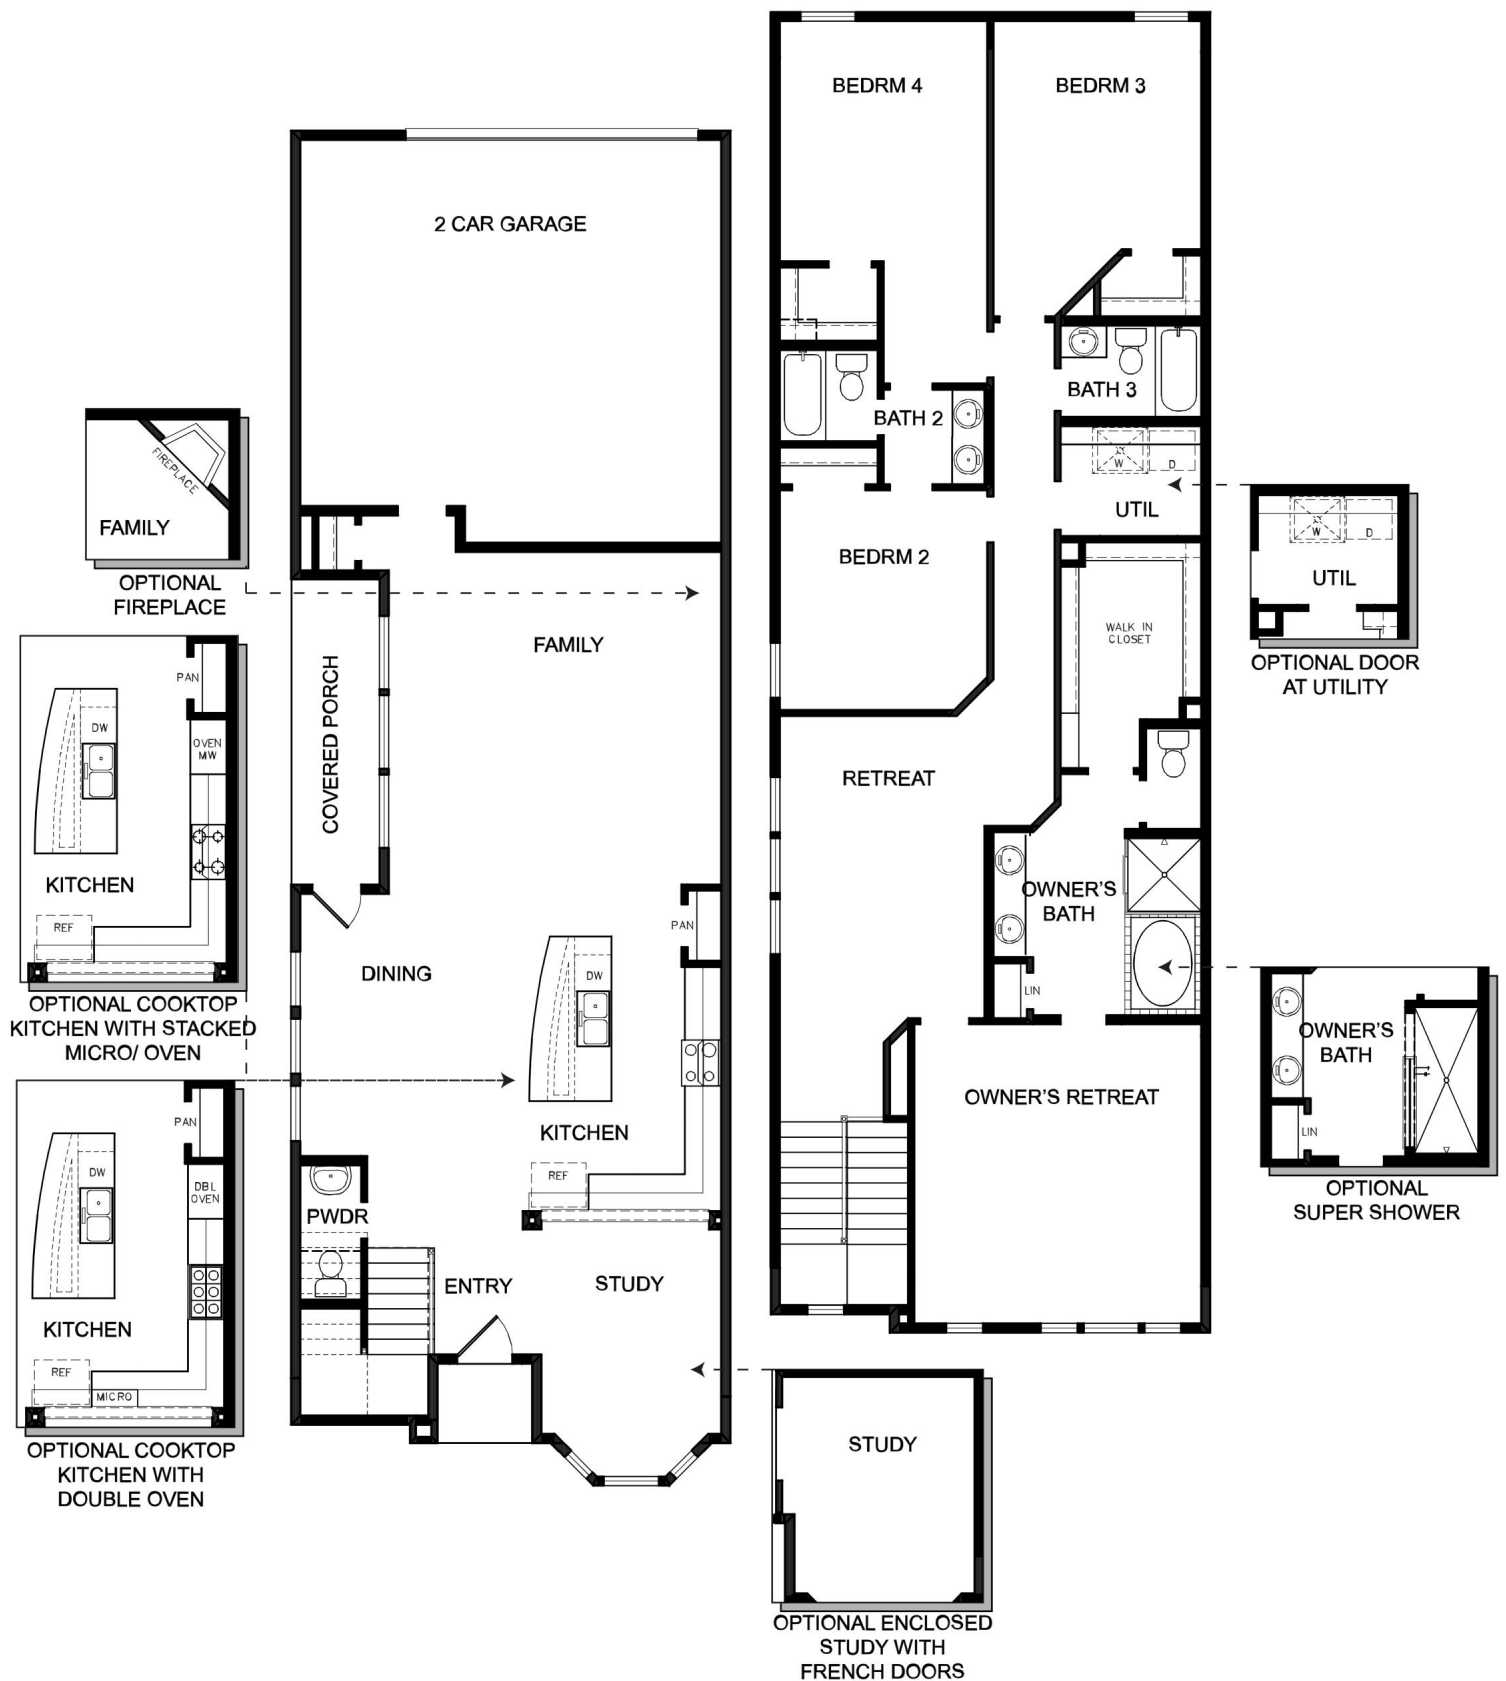 BEDRM 4
BEDRM 3
2 CAR GARAGE
BATH 3
BATH 2
W
D
UTIL
FIREPLACE
FAMILY
OPTIONAL
FIREPLACE
W
D
UTIL
OPTIONAL DOOR
AT UTILITY
BEDRM 2
WALK IN
CLOSET
FAMILY
COVERED PORCH
RETREAT
PAN
DW
OVEN
MW
KITCHEN
REF
OPTIONAL COOKTOP
KITCHEN WITH STACKED
MICRO/ OVEN
PAN
DINING
DW
KITCHEN
REF
OWNER'S
BATH
LIN
OWNER'S RETREAT
OWNER'S
BATH
LIN
OPTIONAL
SUPER SHOWER
PAN
DW
DBL
OVEN
KITCHEN
REF
MICRO
OPTIONAL COOKTOP
KITCHEN WITH
DOUBLE OVEN
PWDR
ENTRY
STUDY
STUDY
OPTIONAL ENCLOSED
STUDY WITH
FRENCH DOORS